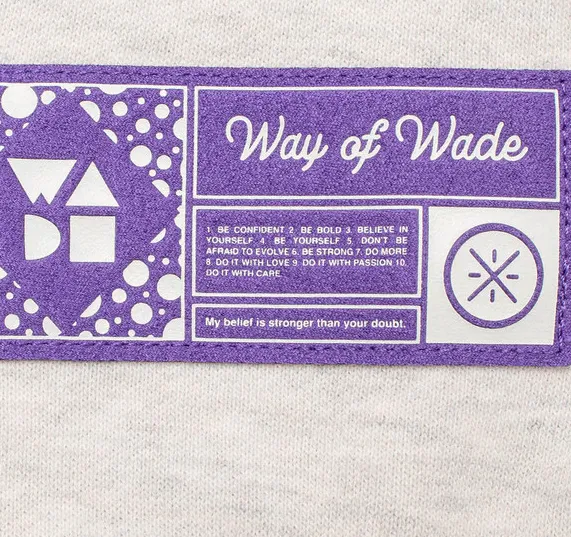 WA
DE
Way of Wade
1. BE CONFIDENT 2. BE BOLD 3. BELIEVE IN
YOURSELF 4. BE YOURSELF 5. DON'T BE
AFRAID TO EVOLVE 6. BE STRONG 7. DO MORE
8. DO IT WITH LOVE 9. DO IT WITH PASSION 10.
DO IT WITH CARE.
My belief is stronger than your doubt.